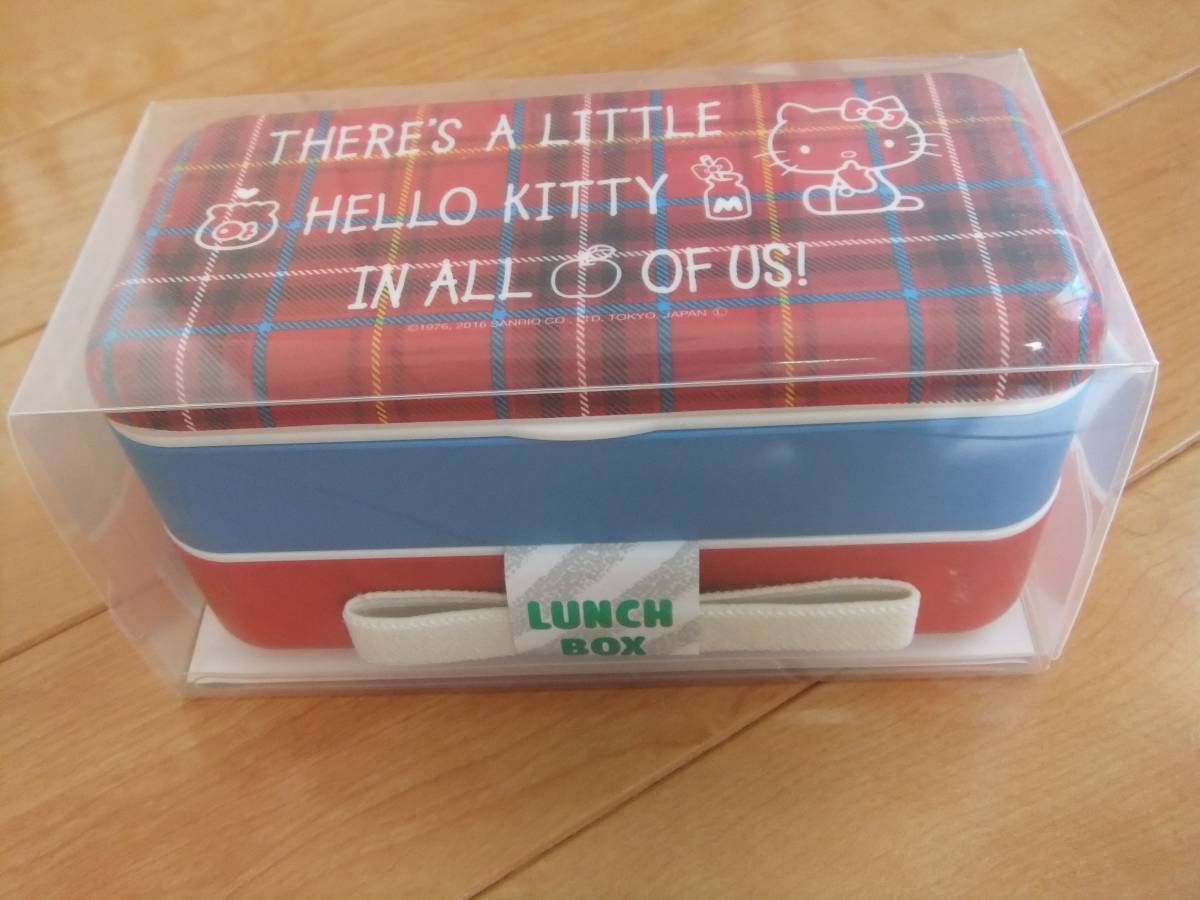 THERE'S A LITTLE
HELLO KITTY
M
IN ALL OF US!
©1976, 2016 SANRIO CO., LTD. TOKYO, JAPAN Ⓛ
LUNCH
BOX